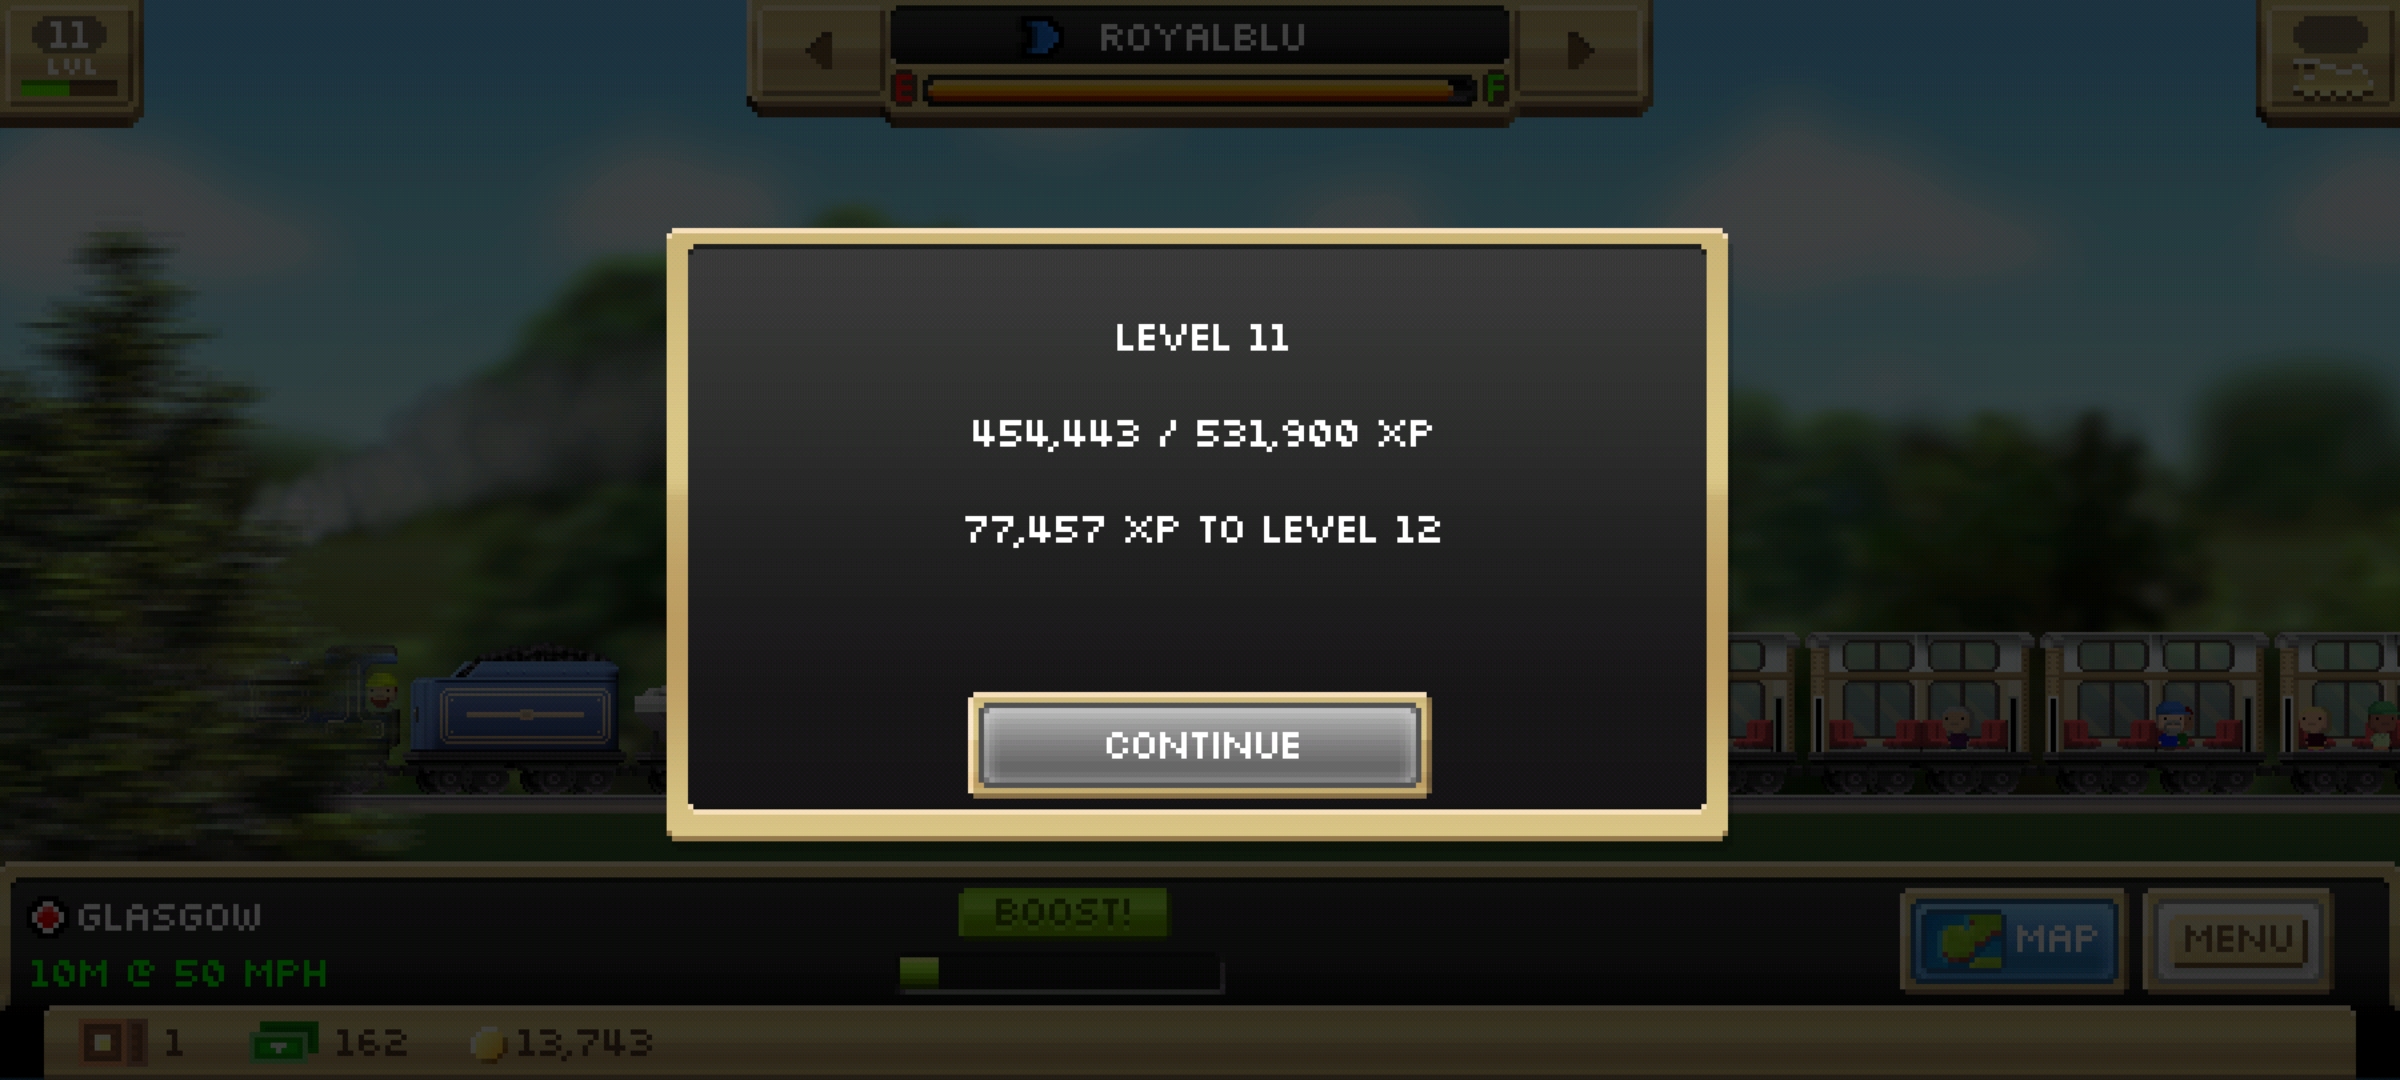 11
LVL
ROYALBLU
E
F
LEVEL 11
454,443 / 531,900 XP
77,457 XP TO LEVEL 12
CONTINUE
GLASGOW
10M @ 50 MPH
BOOST!
MAP
MENU
1
162
13,743